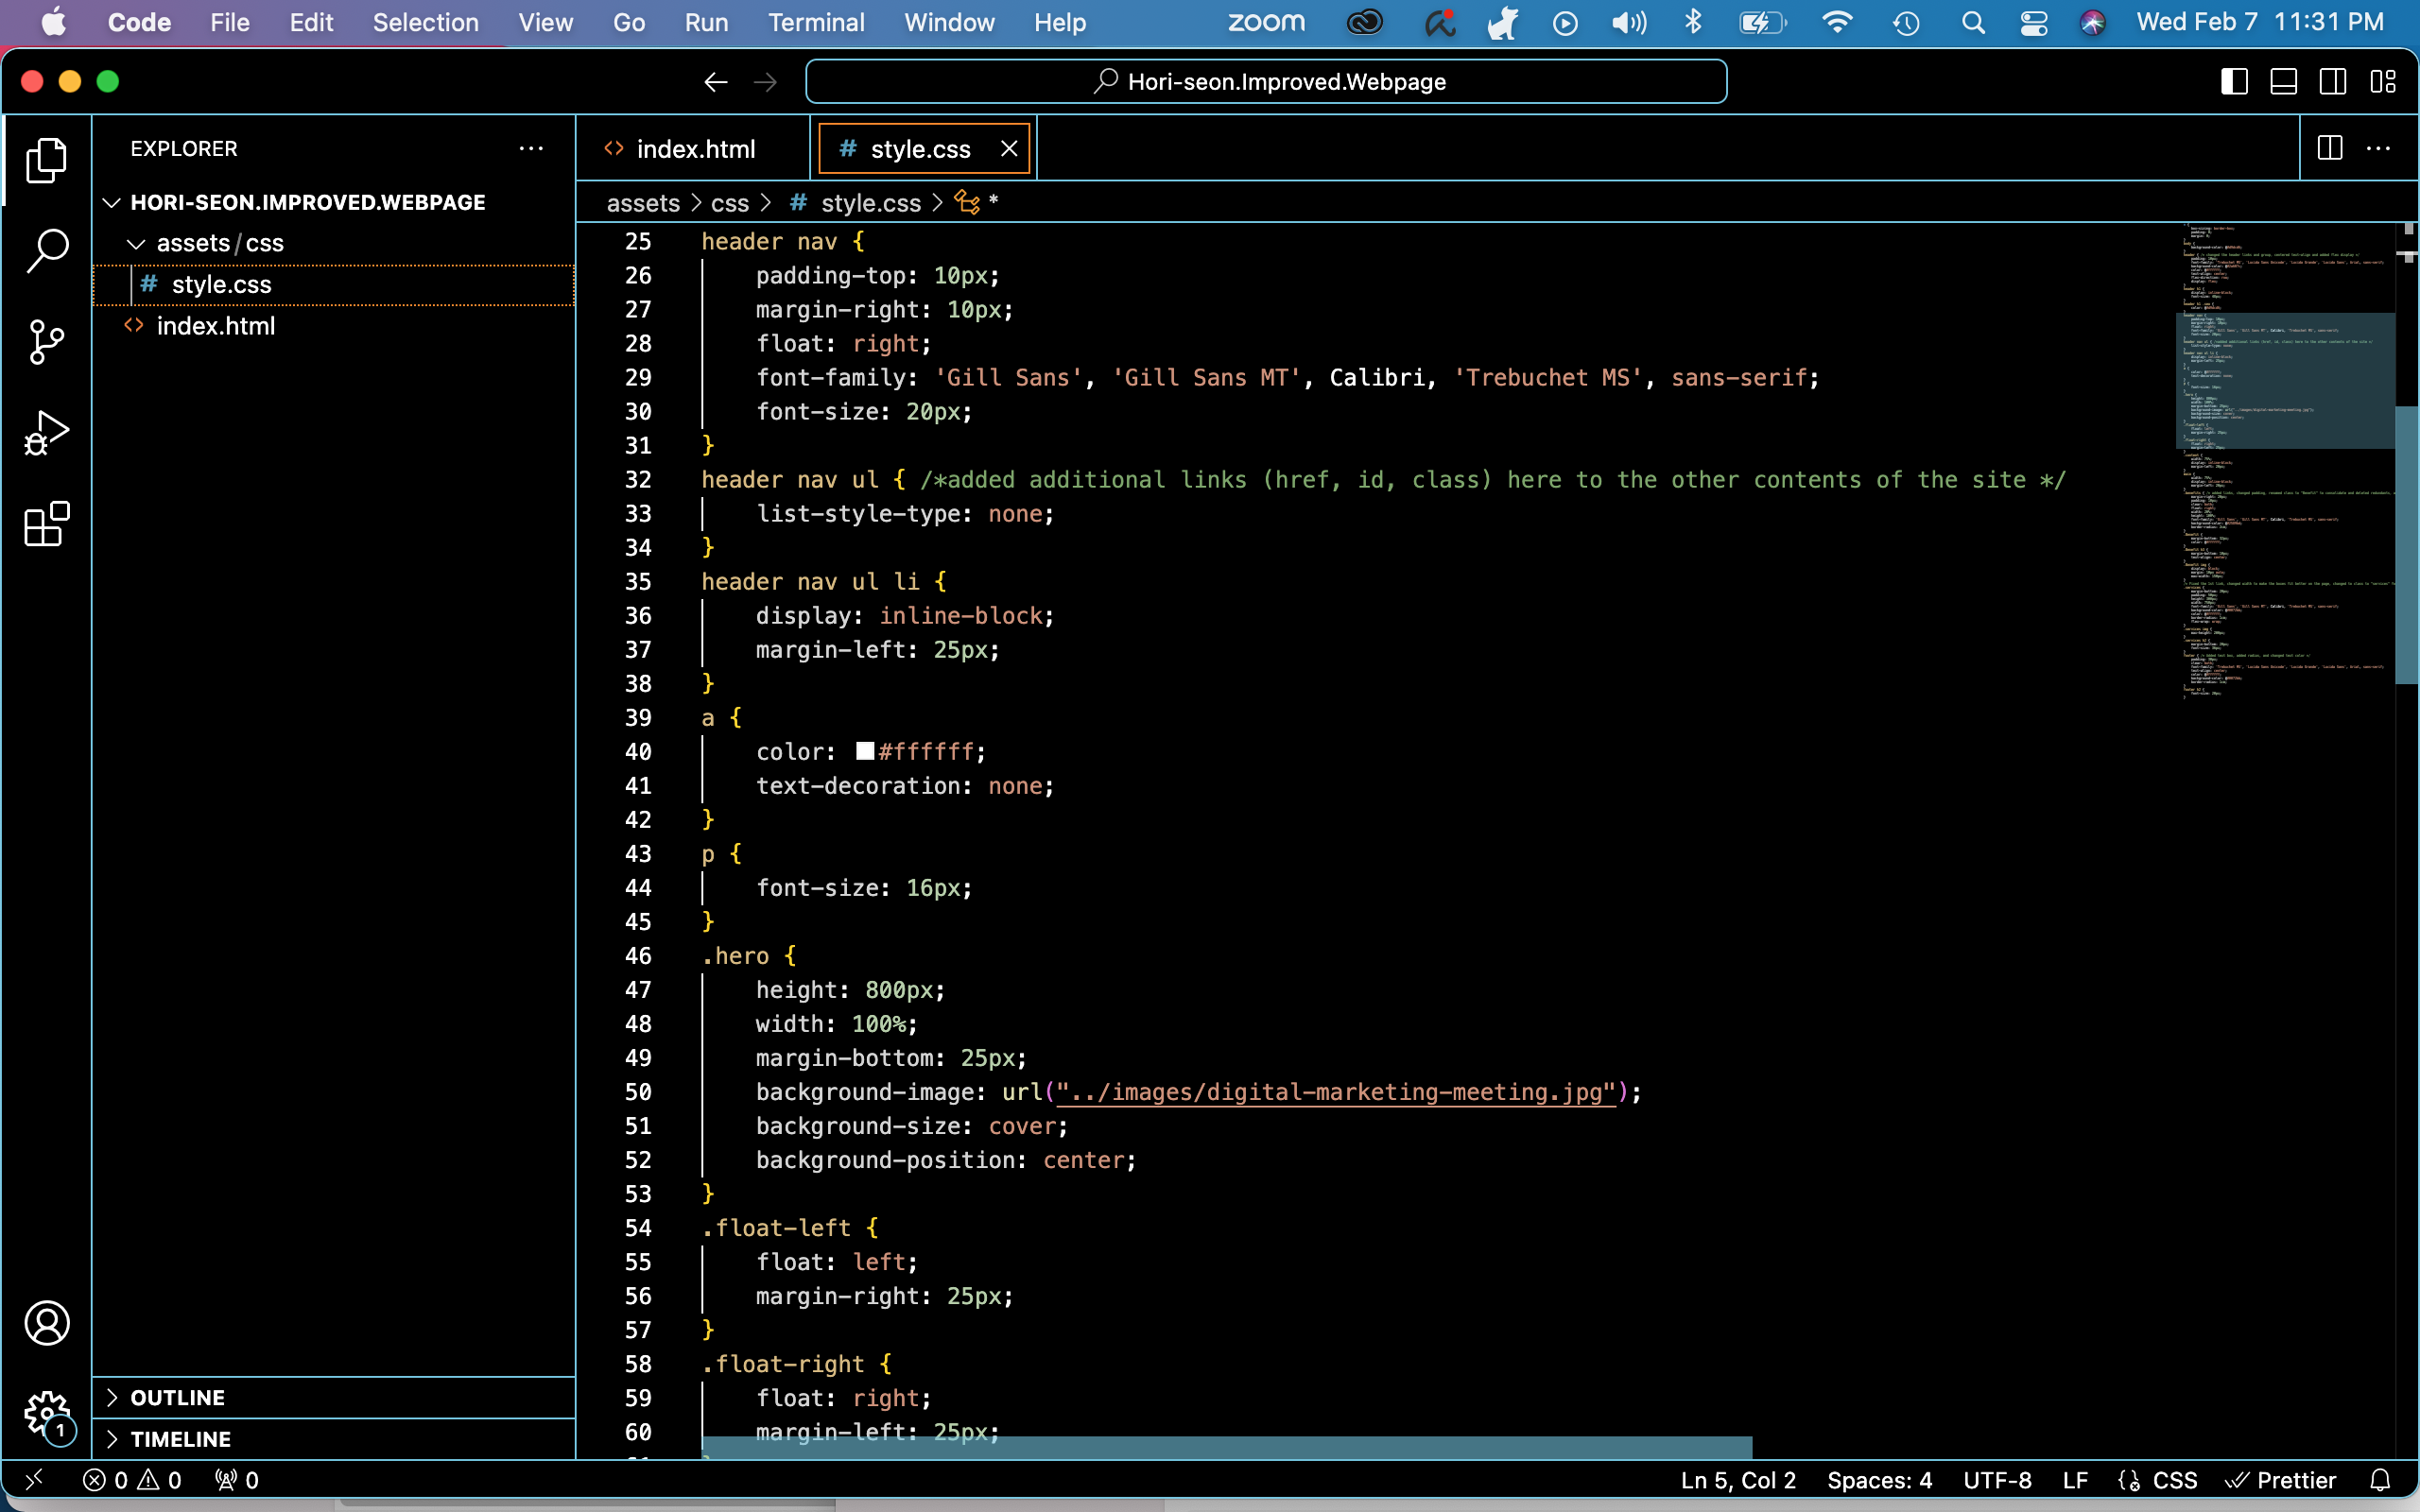 Code File Edit Selection View Go Run Terminal Window Help zoom Wed Feb 7 11:31 PM
Hori-seon.Improved.Webpage
EXPLORER
HORI-SEON.IMPROVED.WEBPAGE
assets/css
# style.css
<> index.html
OUTLINE
TIMELINE
<> index.html # style.css
assets > css > # style.css > *
25 header nav {
26 padding-top: 10px;
27 margin-right: 10px;
28 float: right;
29 font-family: 'Gill Sans', 'Gill Sans MT', Calibri, 'Trebuchet MS', sans-serif;
30 font-size: 20px;
31 }
32 header nav ul { /*added additional links (href, id, class) here to the other contents of the site */
33 list-style-type: none;
34 }
35 header nav ul li {
36 display: inline-block;
37 margin-left: 25px;
38 }
39 a {
40 color: #ffffff;
41 text-decoration: none;
42 }
43 p {
44 font-size: 16px;
45 }
46 .hero {
47 height: 800px;
48 width: 100%;
49 margin-bottom: 25px;
50 background-image: url("../images/digital-marketing-meeting.jpg");
51 background-size: cover;
52 background-position: center;
53 }
54 .float-left {
55 float: left;
56 margin-right: 25px;
57 }
58 .float-right {
59 float: right;
60 margin-left: 25px;
1
0 0 0 Ln 5, Col 2 Spaces: 4 UTF-8 LF CSS Prettier